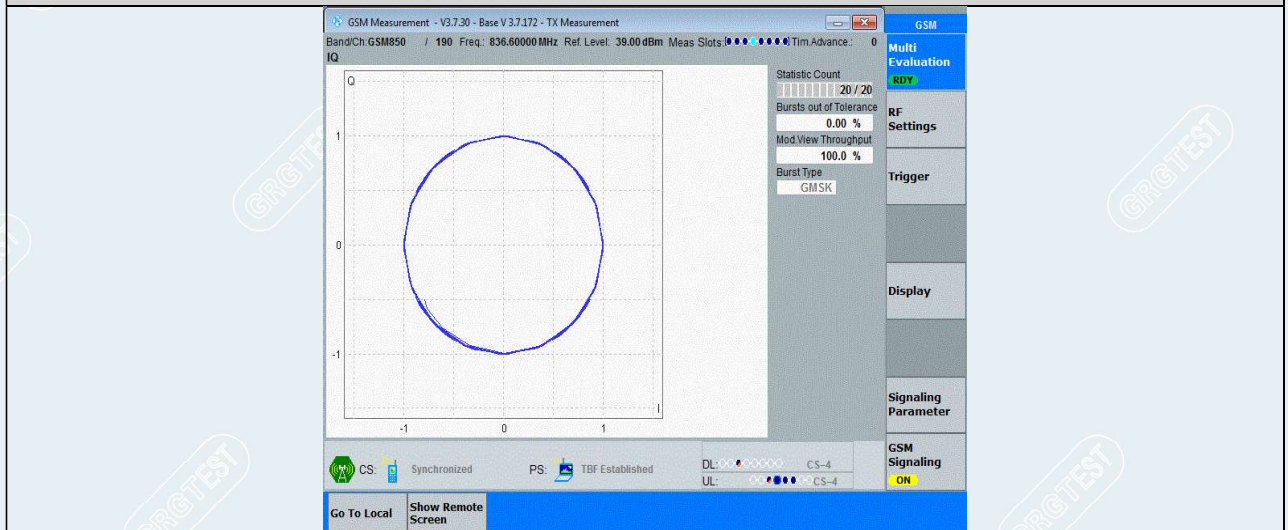 GSM Measurement - V3.7.30 - Base V 3.7.172 - TX Measurement
GSM
Band/Ch:GSM850 / 190 Freq.: 836.60000 MHz Ref. Level: 39.00 dBm Meas Slots: Tim.Advance.: 0
IQ
Multi
Evaluation
RDY
Q
1
0
-1
I
-1 0 1
Statistic Count
20 / 20
Bursts out of Tolerance
0.00 %
Mod.View Throughput
100.0 %
Burst Type
GMSK
RF
Settings
Trigger
Display
Signaling
Parameter
GSM
Signaling
ON
CS: Synchronized PS: TBF Established
DL: CS-4
UL: CS-4
Go To Local
Show Remote
Screen
GRGTEST
GRGTEST
GRGTEST
GRGTEST